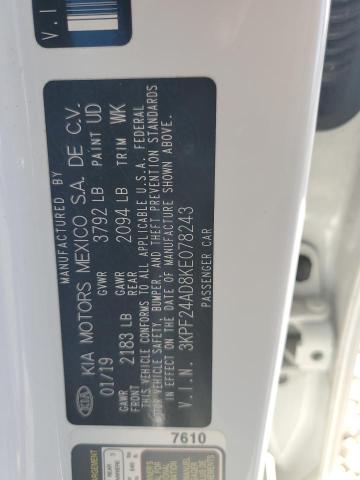 MANUFACTURED BY
KIA KIA MOTORS MEXICO S.A. DE C.V.
01/19 GVWR 3792 LB PAINT UD
GAWR FRONT 2183 LB GAWR REAR 2094 LB TRIM WK
THIS VEHICLE CONFORMS TO ALL APPLICABLE U.S.A. FEDERAL
MOTOR VEHICLE SAFETY, BUMPER, AND THEFT PREVENTION STANDARDS
IN EFFECT ON THE DATE OF MANUFACTURE SHOWN ABOVE.
V.I.N. 3KPF24AD8KE078243
PASSENGER CAR
7610
V.I
REAR